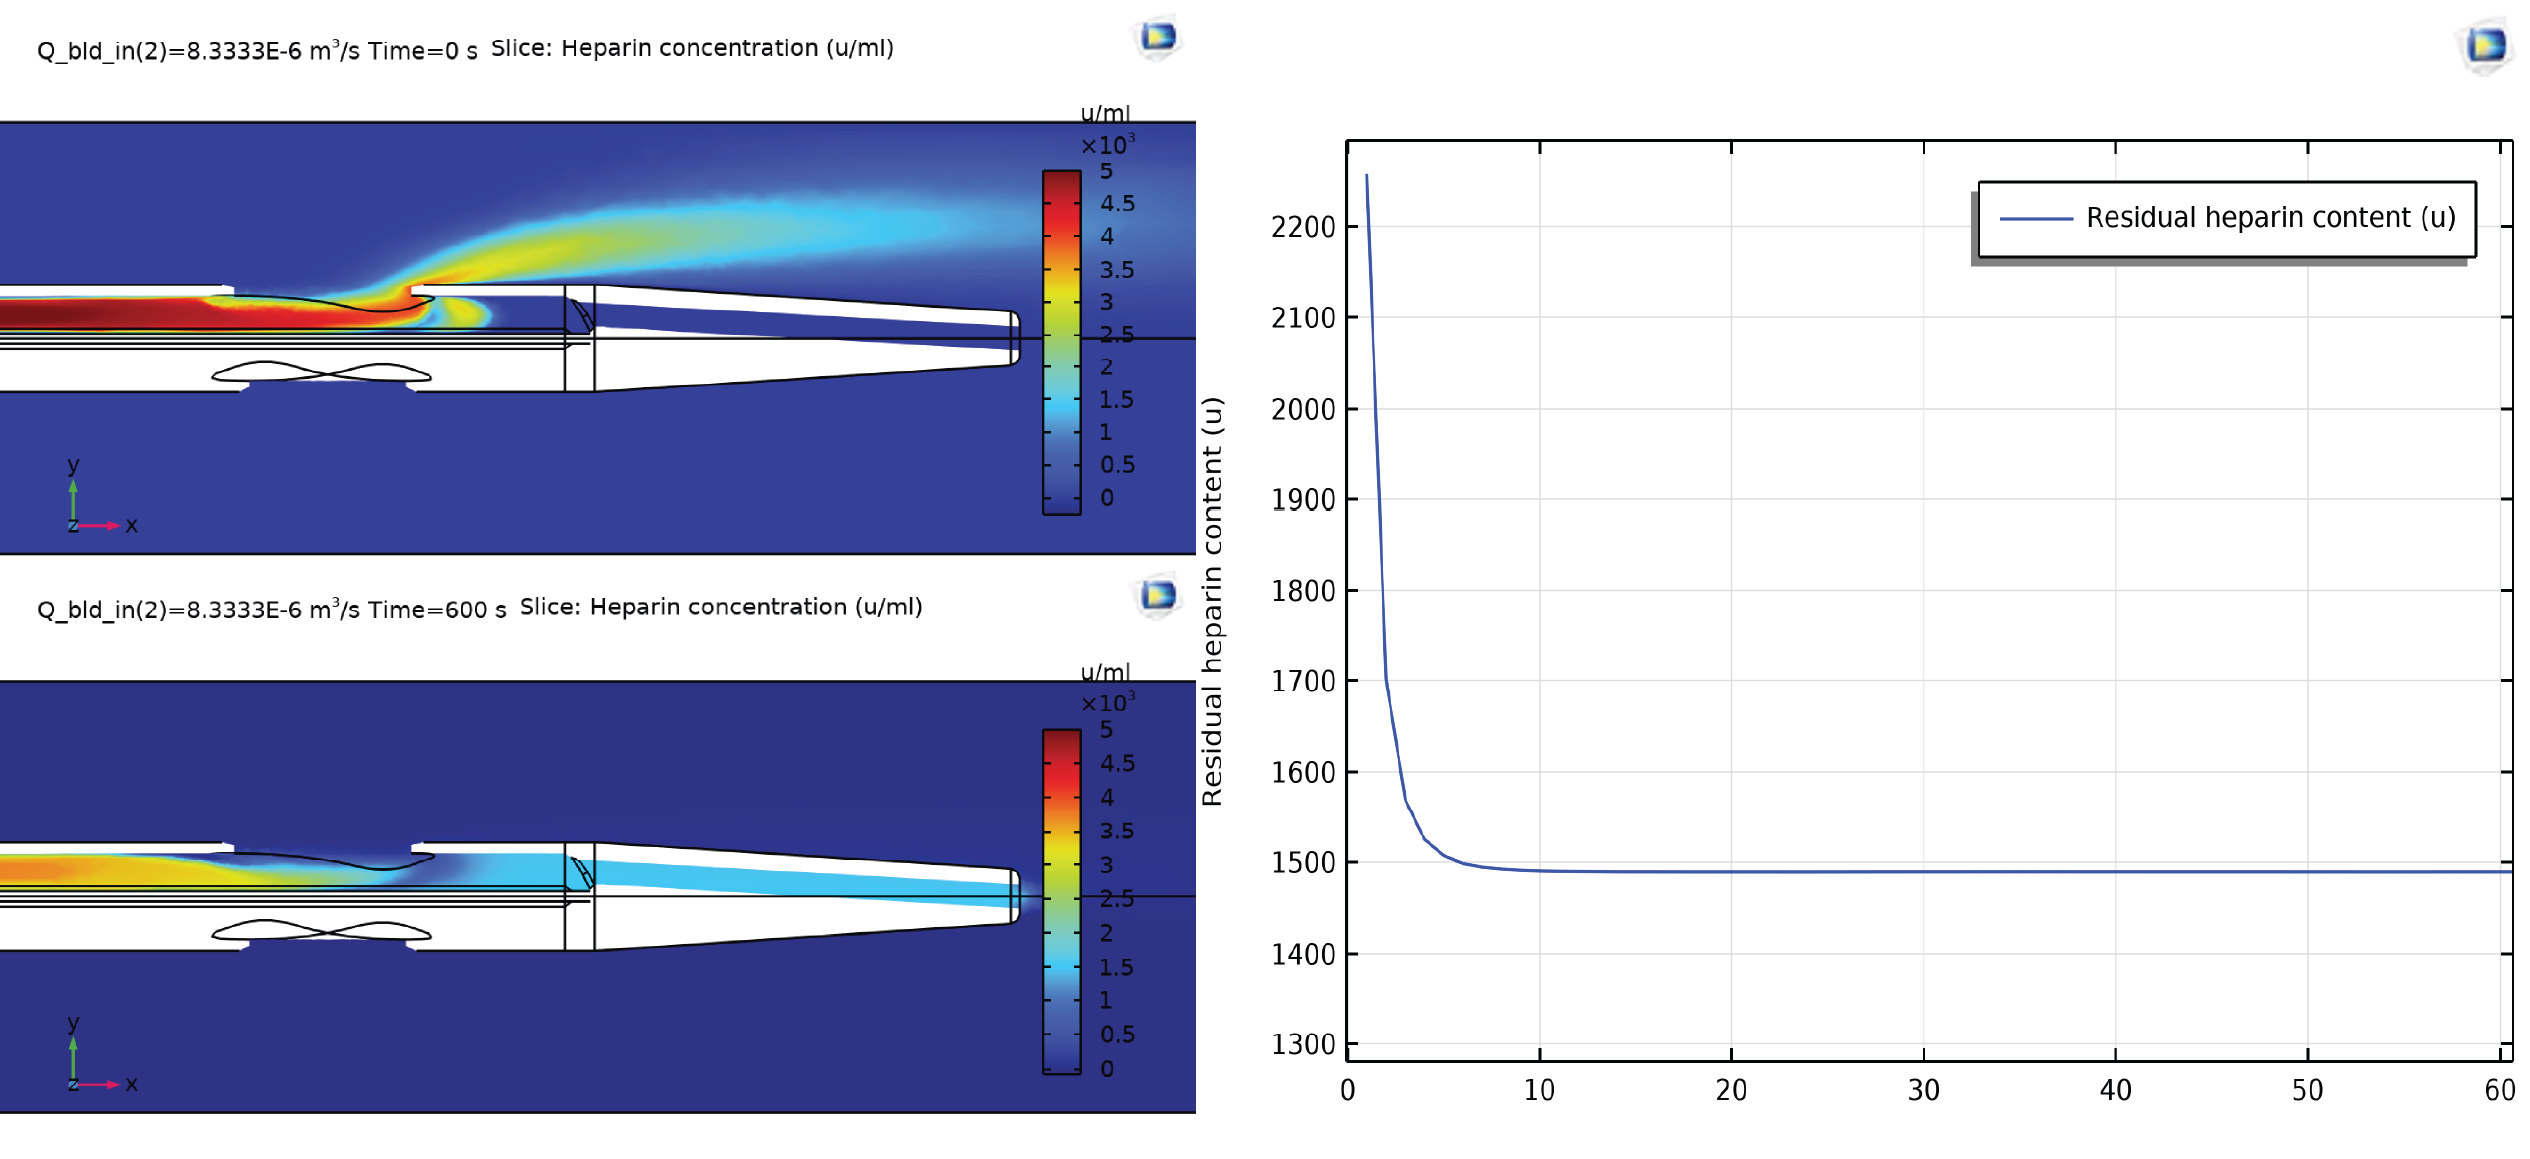 Q_bld_in(2)=8.3333E-6 m³/s Time=0 s Slice: Heparin concentration (u/ml)
u/ml
×10³
5
4.5
4
3.5
3
2.5
2
1.5
1
0.5
0
y
z
x
Q_bld_in(2)=8.3333E-6 m³/s Time=600 s Slice: Heparin concentration (u/ml)
u/ml
×10³
5
4.5
4
3.5
3
2.5
2
1.5
1
0.5
0
y
z
x
Residual heparin content (u)
Residual heparin content (u)
2200
2100
2000
1900
1800
1700
1600
1500
1400
1300
0 10 20 30 40 50 60